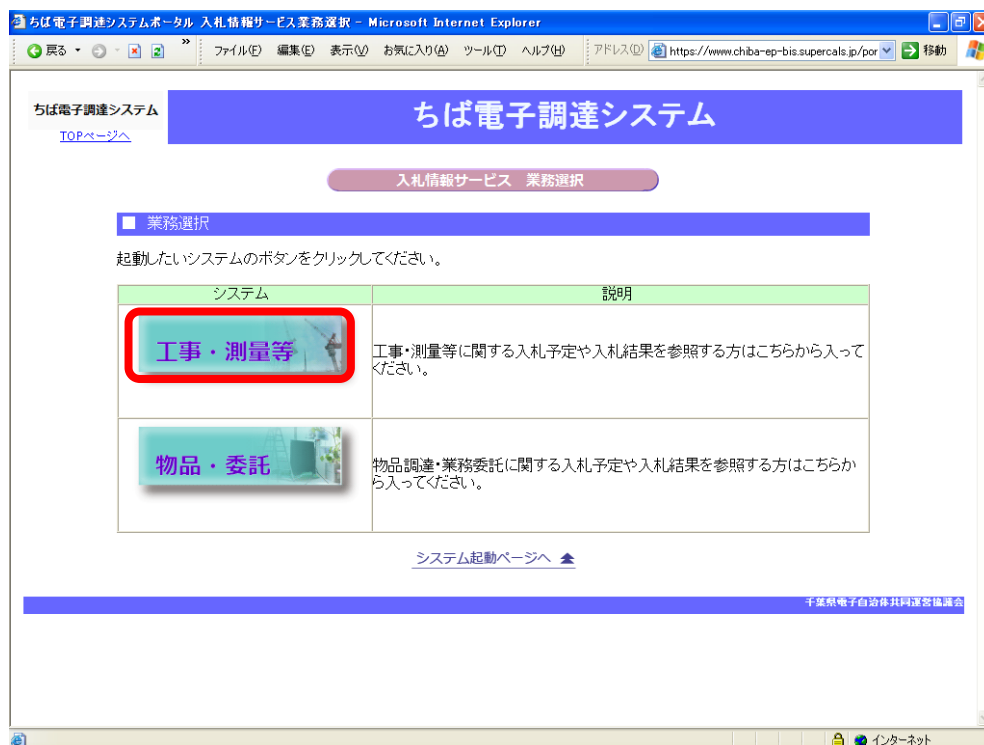 ちば電子調達システムポータル 入札情報サービス業務選択 - Microsoft Internet Explorer
戻る ファイル(F) 編集(E) 表示(V) お気に入り(A) ツール(T) ヘルプ(H) アドレス(D) https://www.chiba-ep-bis.supercals.jp/por 移動
ちば電子調達システム
TOPページへ
ちば電子調達システム
入札情報サービス 業務選択
■ 業務選択
起動したいシステムのボタンをクリックしてください。
システム 説明
工事・測量等
工事・測量等に関する入札予定や入札結果を参照する方はこちらから入って
ください。
物品・委託
物品調達・業務委託に関する入札予定や入札結果を参照する方はこちらか
ら入ってください。
システム起動ページへ
千葉県電子自治体共同運営協議会
インターネット